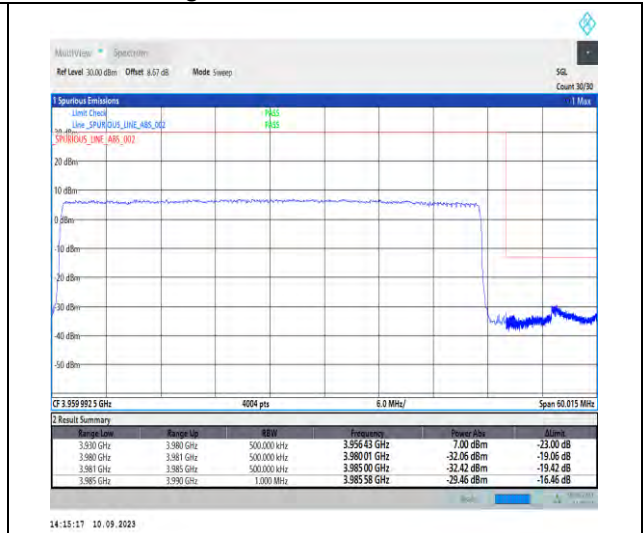 MultiView Spectrum
Ref Level 30.00 dBm Offset 8.67 dB Mode Sweep SGL
Count 30/30
1 Spurious Emissions 1 Max
Limit Check PASS
Line _SPURIOUS_LINE_ABS_002 PASS
_SPURIOUS_LINE_ABS_002
20 dBm
10 dBm
0 dBm
-10 dBm
-20 dBm
-30 dBm
-40 dBm
-50 dBm
CF 3.959 992 5 GHz 4004 pts 6.0 MHz/ Span 60.015 MHz
2 Result Summary
Range Low Range Up RBW Frequency Power Abs ΔLimit
3.930 GHz 3.980 GHz 500.000 kHz 3.956 43 GHz 7.00 dBm -23.00 dB
3.980 GHz 3.981 GHz 500.000 kHz 3.980 01 GHz -32.06 dBm -19.06 dB
3.981 GHz 3.985 GHz 500.000 kHz 3.985 00 GHz -32.42 dBm -19.42 dB
3.985 GHz 3.990 GHz 1.000 MHz 3.985 58 GHz -29.46 dBm -16.46 dB
14:15:17 10.09.2023